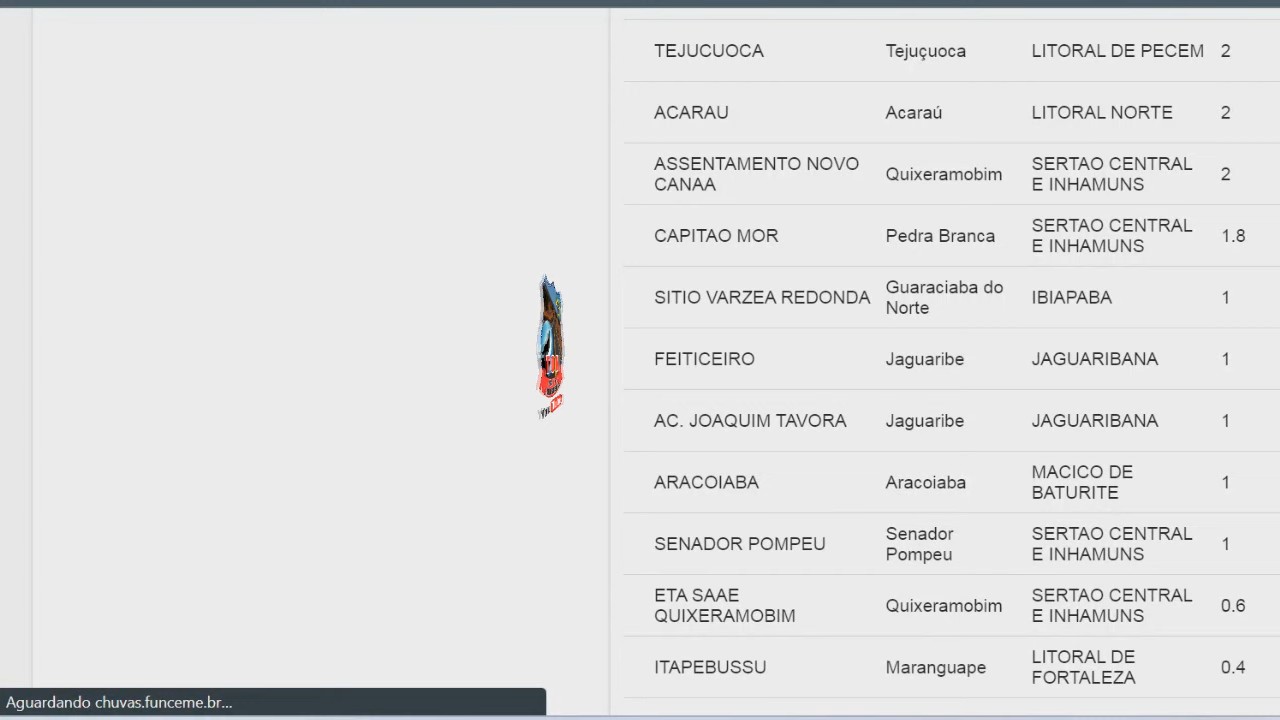 TEJUCUOCA Tejuçuoca LITORAL DE PECEM 2
ACARAU Acaraú LITORAL NORTE 2
ASSENTAMENTO NOVO
CANAA
Quixeramobim
SERTAO CENTRAL
E INHAMUNS
2
CAPITAO MOR
Pedra Branca
SERTAO CENTRAL
E INHAMUNS
1.8
SITIO VARZEA REDONDA
Guaraciaba do
Norte
IBIAPABA
1
FEITICEIRO Jaguaribe JAGUARIBANA 1
AC. JOAQUIM TAVORA Jaguaribe JAGUARIBANA 1
ARACOIABA
Aracoiaba
MACICO DE
BATURITE
1
SENADOR POMPEU
Senador
Pompeu
SERTAO CENTRAL
E INHAMUNS
1
ETA SAAE
QUIXERAMOBIM
Quixeramobim
SERTAO CENTRAL
E INHAMUNS
0.6
ITAPEBUSSU
Maranguape
LITORAL DE
FORTALEZA
0.4
Aguardando chuvas.funceme.br...